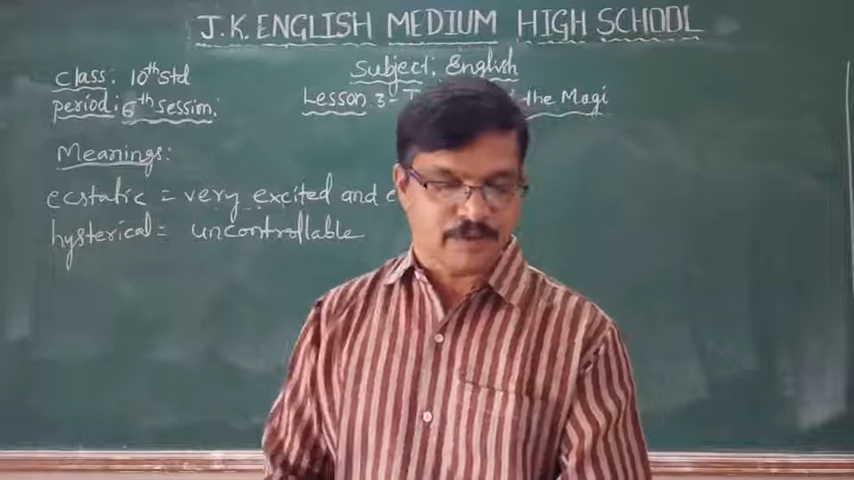 J.K. ENGLISH MEDIUM HIGH SCHOOL
Subject: English
class: 10th Std
period: 6th Session.
Lesson 3- the Magi
Meanings:
ecstatic = very excited and
hysterical = uncontrollable